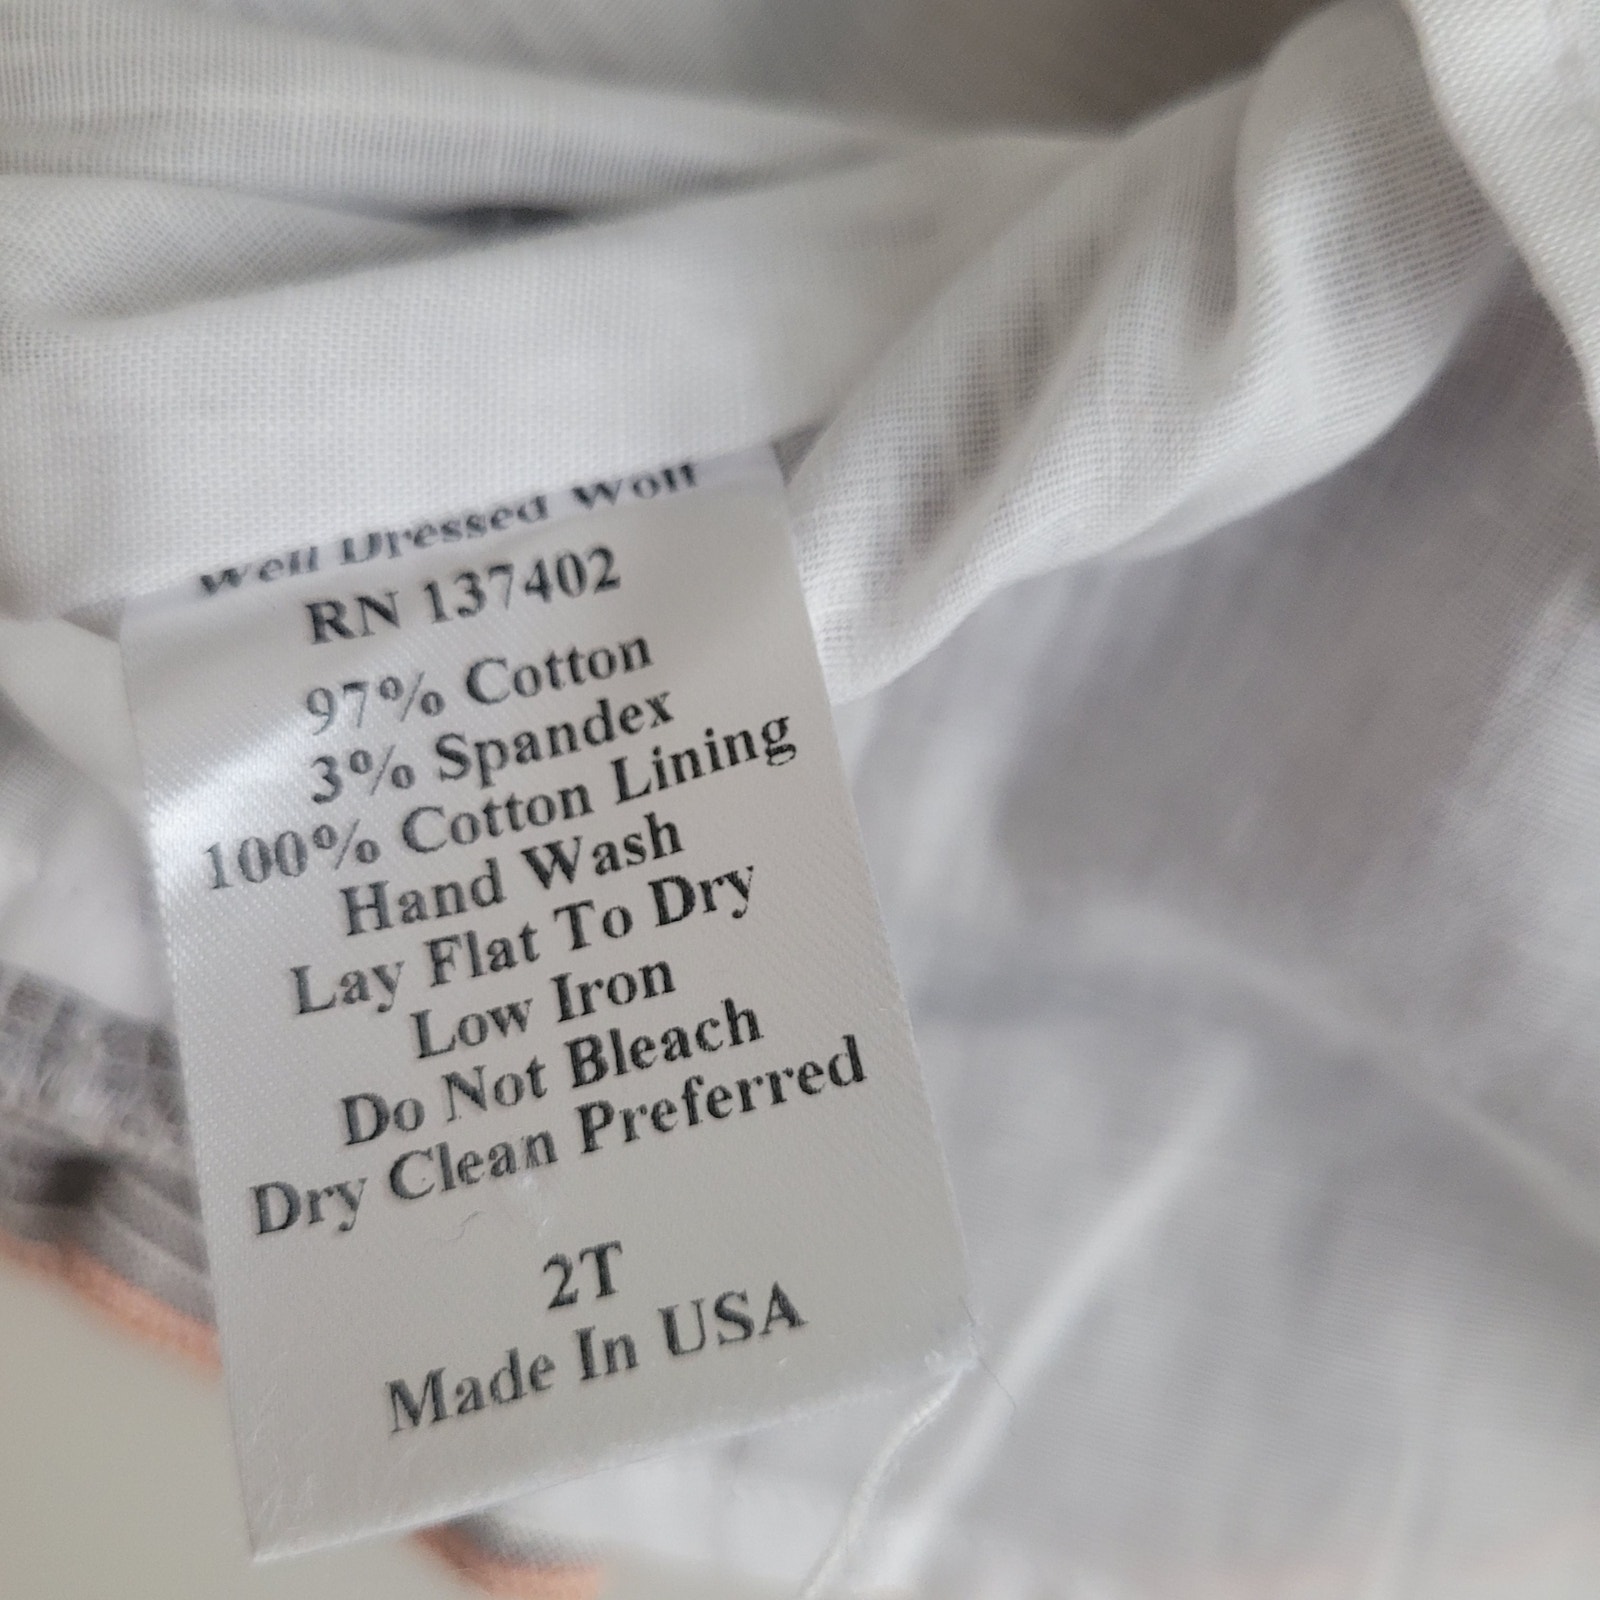 Well Dressed Wolf
RN 137402
97% Cotton
3% Spandex
100% Cotton Lining
Hand Wash
Lay Flat To Dry
Low Iron
Do Not Bleach
Dry Clean Preferred
2T
Made In USA